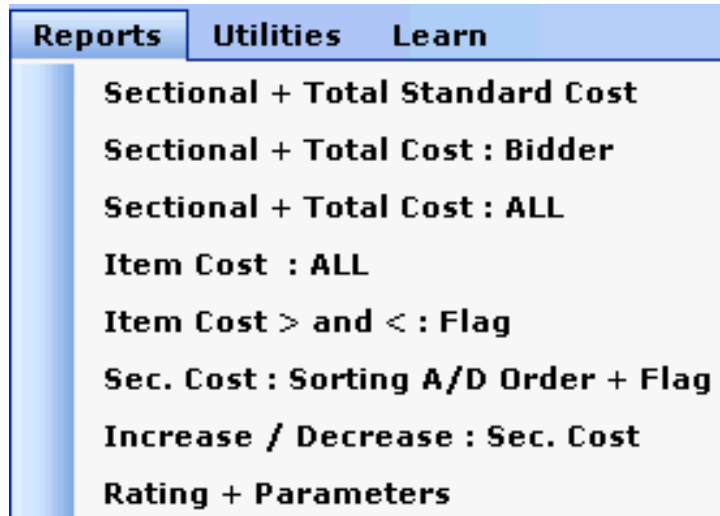 Reports Utilities Learn
Sectional + Total Standard Cost
Sectional + Total Cost : Bidder
Sectional + Total Cost : ALL
Item Cost : ALL
Item Cost > and < : Flag
Sec. Cost : Sorting A/D Order + Flag
Increase / Decrease : Sec. Cost
Rating + Parameters